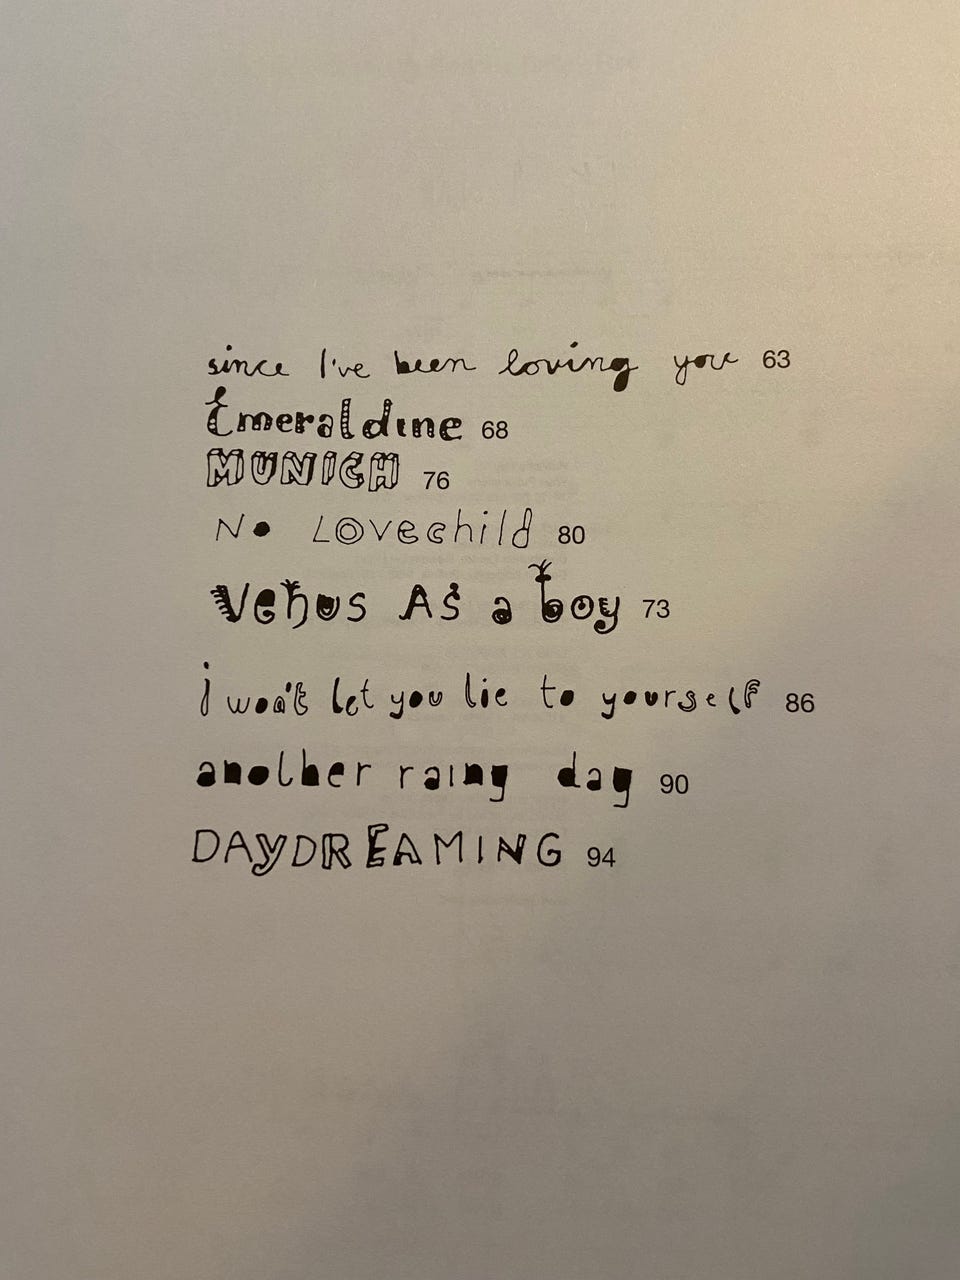 since I've been loving you 63
Emeraldine 68
MUNICH 76
No LOvechild 80
Venus As a boy 73
i won't let you lie to yourself 86
another rainy day 90
DAYDREAMING 94